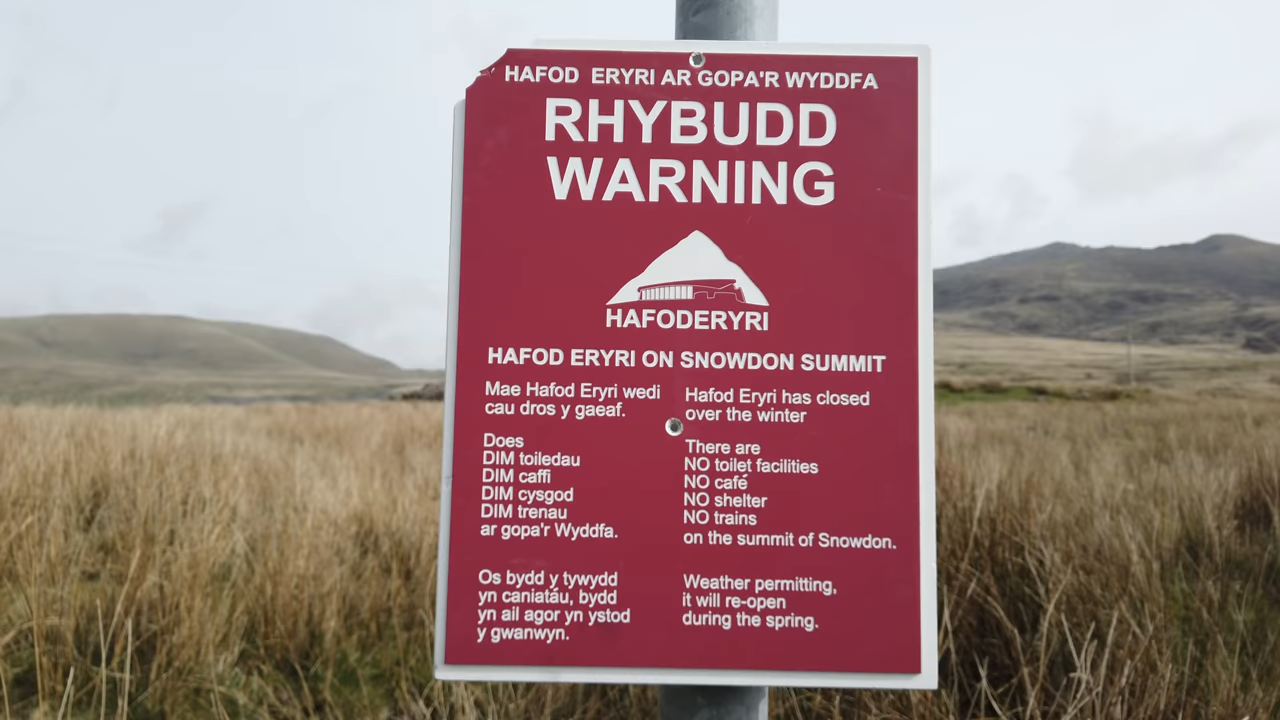 HAFOD ERYRI AR GOPA'R WYDDFA
RHYBUDD
WARNING
HAFODERYRI
HAFOD ERYRI ON SNOWDON SUMMIT
Mae Hafod Eryri wedi
cau dros y gaeaf.
Does
DIM toiledau
DIM caffi
DIM cysgod
DIM trenau
ar gopa'r Wyddfa.
Os bydd y tywydd
yn caniatáu, bydd
yn ail agor yn ystod
y gwanwyn.
Hafod Eryri has closed
over the winter
There are
NO toilet facilities
NO café
NO shelter
NO trains
on the summit of Snowdon.
Weather permitting,
it will re-open
during the spring.